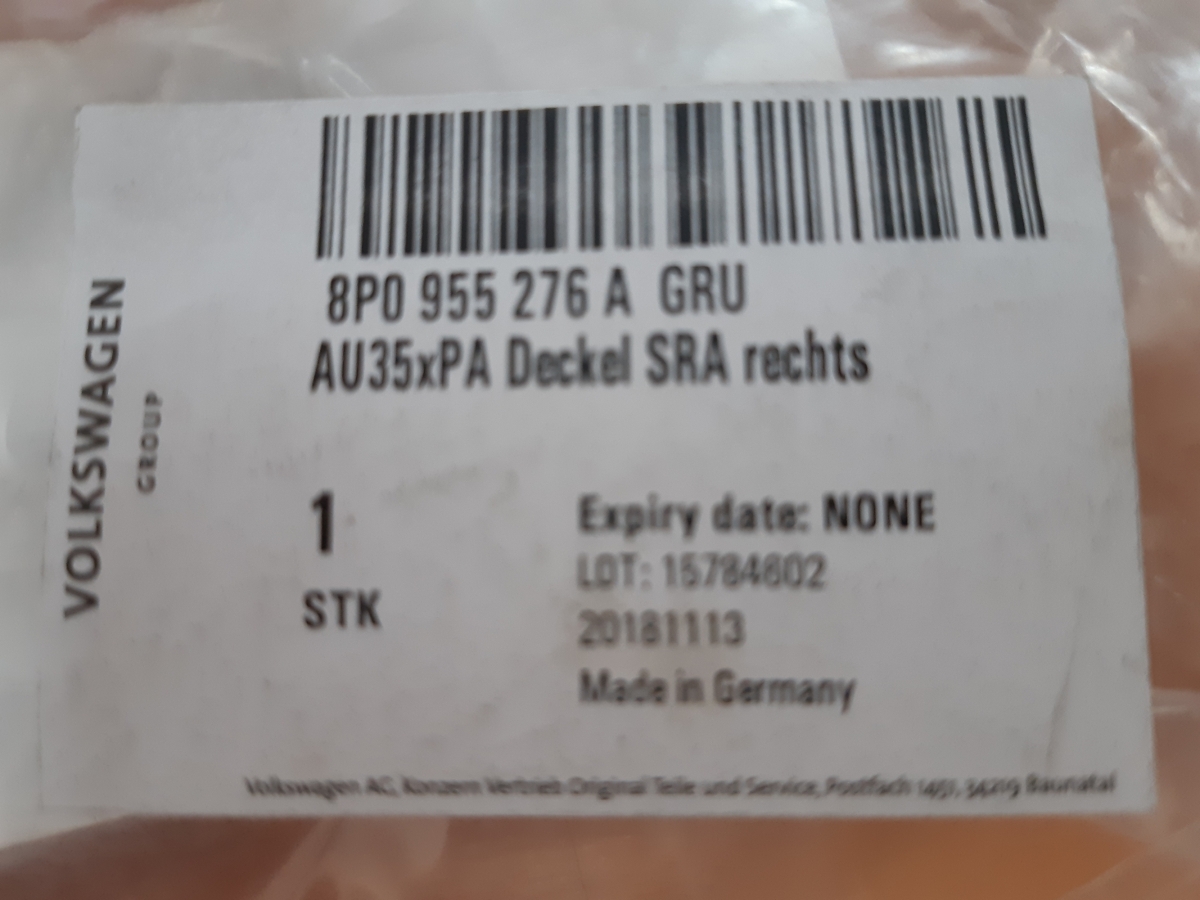 8P0 955 276 A GRU
AU35xPA Deckel SRA rechts
VOLKSWAGEN
GROUP
1
STK
Expiry date: NONE
LOT: 15784602
20181113
Made in Germany
Volkswagen AG, Konzern Vertrieb Original Teile und Service, Postfach 1451, 34219 Baunatal